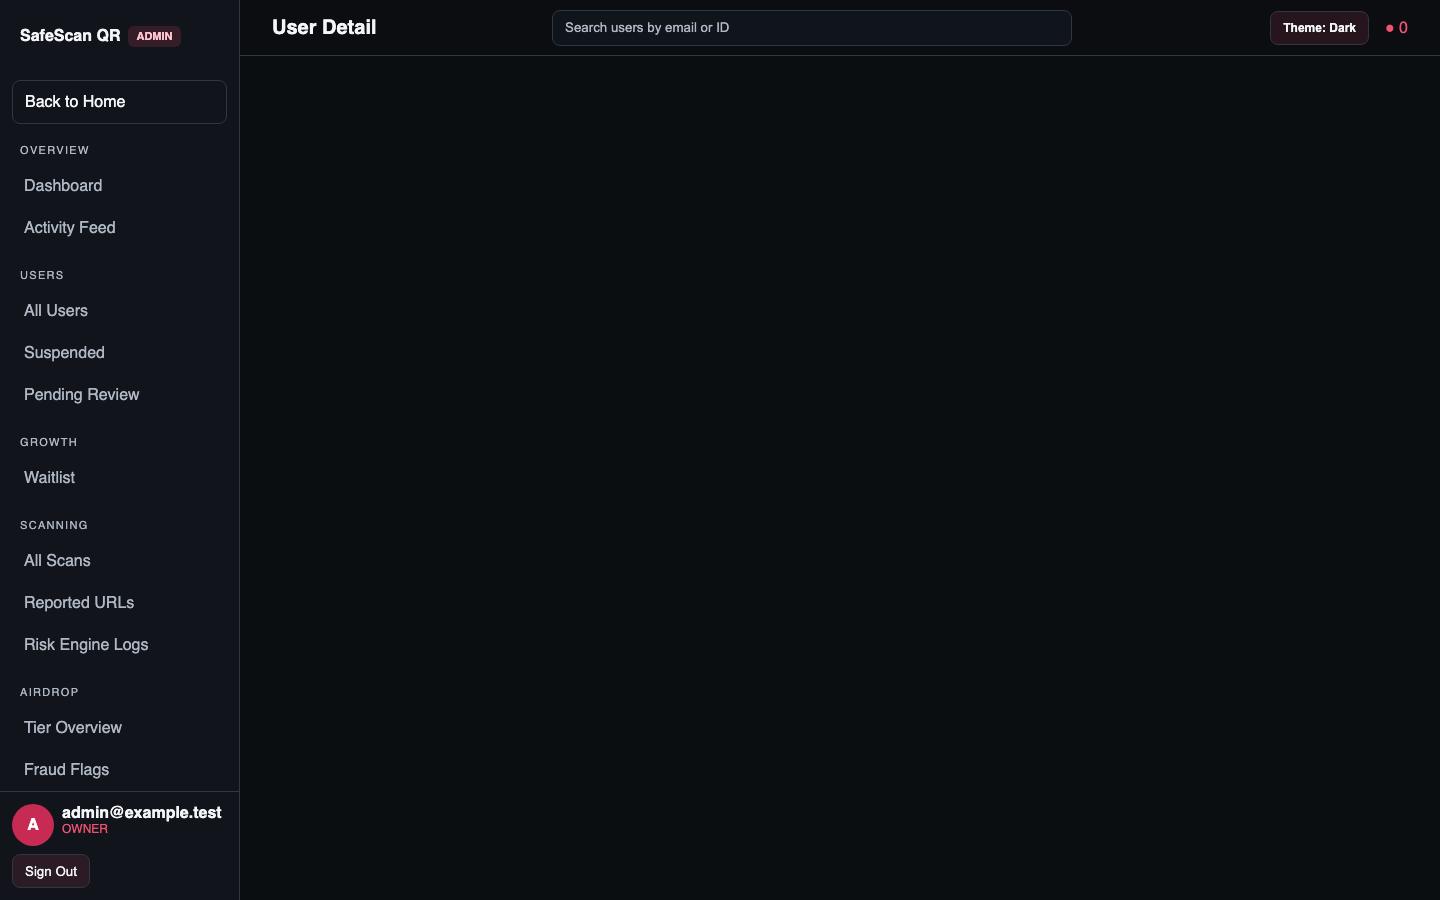 SafeScan QR ADMIN
Back to Home
OVERVIEW
Dashboard
Activity Feed
USERS
All Users
Suspended
Pending Review
GROWTH
Waitlist
SCANNING
All Scans
Reported URLs
Risk Engine Logs
AIRDROP
Tier Overview
Fraud Flags
A
admin@example.test
OWNER
Sign Out
User Detail
Search users by email or ID
Theme: Dark
● 0